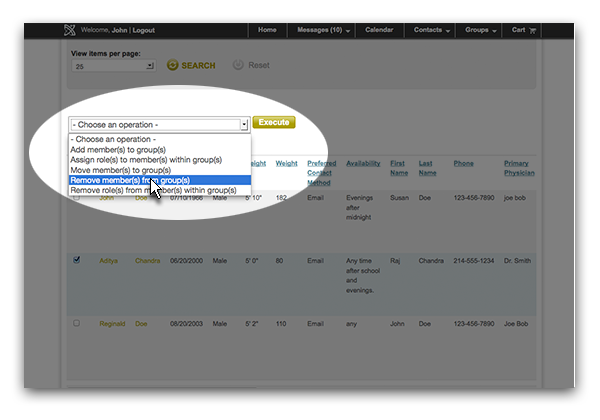 Welcome, John | Logout Home Messages (10) Calendar Contacts Groups Cart
View items per page:
25 SEARCH Reset
- Choose an operation - Execute
- Choose an operation -
Add member(s) to group(s)
Assign role(s) to member(s) within group(s)
Move member(s) to group(s)
Remove member(s) from group(s)
Remove role(s) from member(s) within group(s)
Weight Preferred Contact Method Availability First Name Last Name Phone Primary Physician
John Doe 07/10/1966 Male 5' 10" 182 Email Evenings after midnight Susan Doe 123-456-7890 joe bob
Aditya Chandra 06/20/2000 Male 5' 0" 80 Email Any time after school and evenings. Raj Chandra 214-555-1234 Dr. Smith
Reginald Doe 08/20/2003 Male 5' 2" 110 Email any John Doe 123-456-7890 Joe Bob